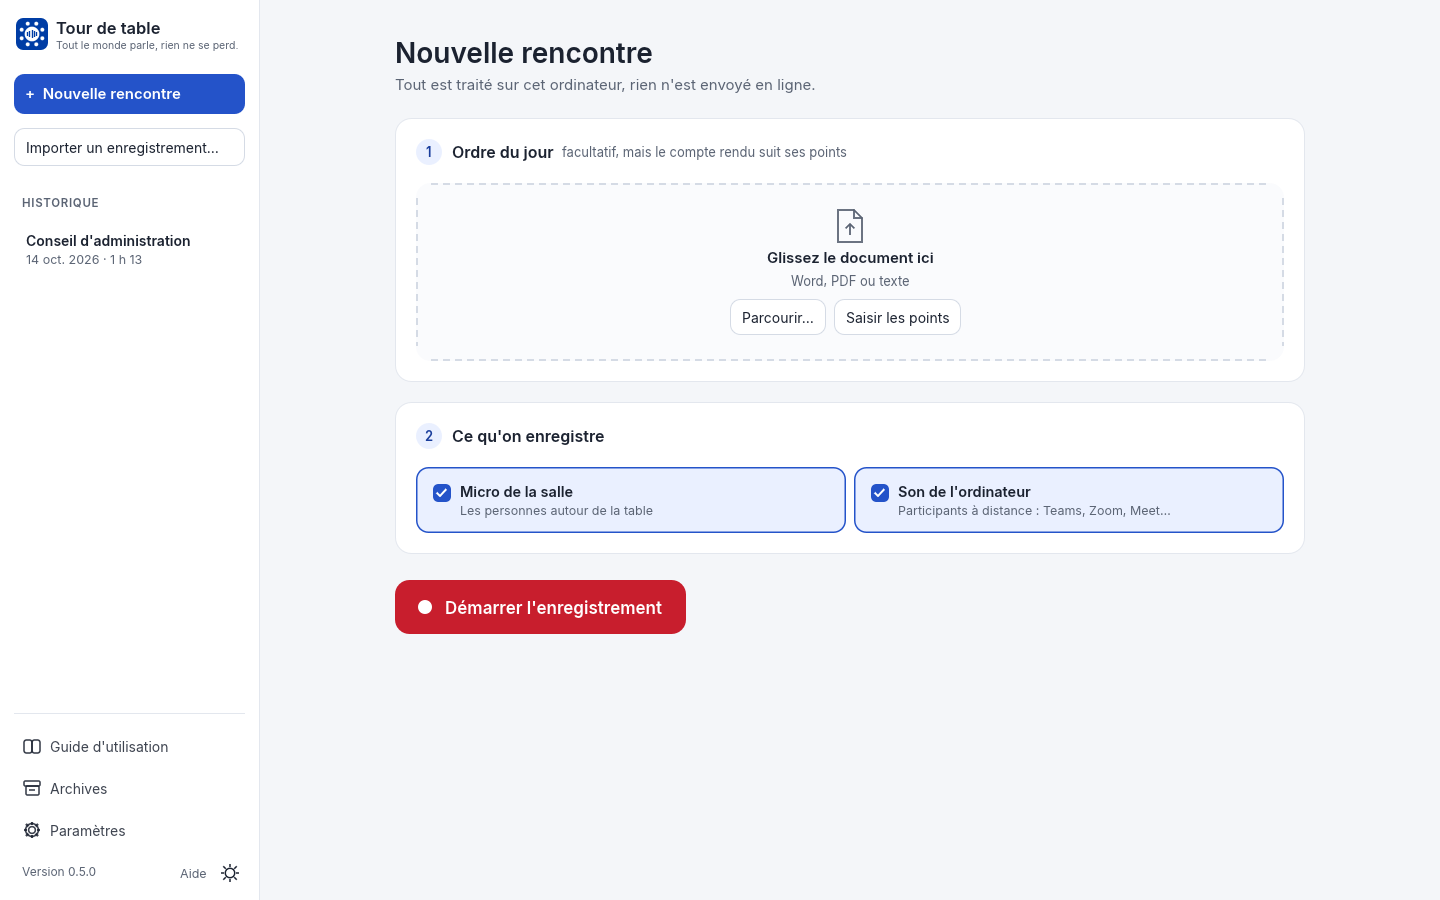 Tour de table
Tout le monde parle, rien ne se perd.
+ Nouvelle rencontre
Importer un enregistrement...
HISTORIQUE
Conseil d'administration
14 oct. 2026 · 1 h 13
Guide d'utilisation
Archives
Paramètres
Version 0.5.0
Aide
Nouvelle rencontre
Tout est traité sur cet ordinateur, rien n'est envoyé en ligne.
1 Ordre du jour facultatif, mais le compte rendu suit ses points
Glissez le document ici
Word, PDF ou texte
Parcourir... Saisir les points
2 Ce qu'on enregistre
Micro de la salle
Les personnes autour de la table
Son de l'ordinateur
Participants à distance : Teams, Zoom, Meet...
Démarrer l'enregistrement